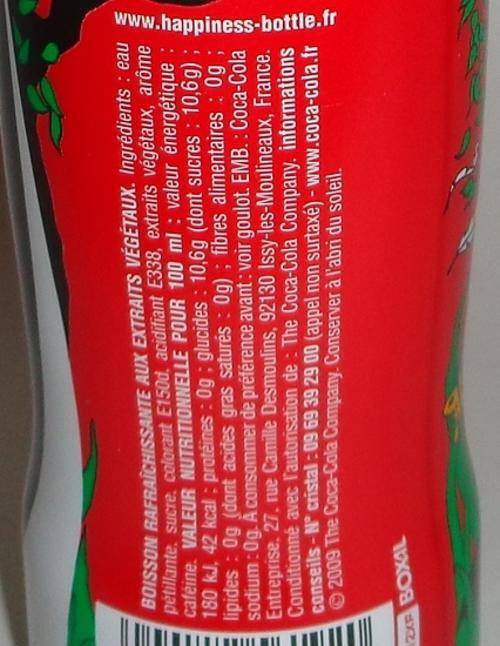 www.happiness-bottle.fr
BOISSON RAFRAÎCHISSANTE AUX EXTRAITS VÉGÉTAUX. Ingrédients : eau
pétillante, sucre, colorant E150d, acidifiant E338, extraits végétaux, arôme
caféine. VALEUR NUTRITIONNELLE POUR 100 ml : valeur énergétique :
180 kJ, 42 kcal ; protéines : 0g ; glucides : 10,6g (dont sucres : 10,6g) ;
lipides : 0g (dont acides gras saturés : 0g) ; fibres alimentaires : 0g ;
sodium : 0g. A consommer de préférence avant : voir goulot. EMB. : Coca-Cola
Entreprise, 27, rue Camille Desmoulins, 92130 Issy-les-Moulineaux, France.
Conditionné avec l'autorisation de : The Coca-Cola Company. informations
conseils - N° cristal : 09 69 39 29 00 (appel non surtaxé) - www.coca-cola.fr
© 2009 The Coca-Cola Company. Conserver à l'abri du soleil.
BOXAL